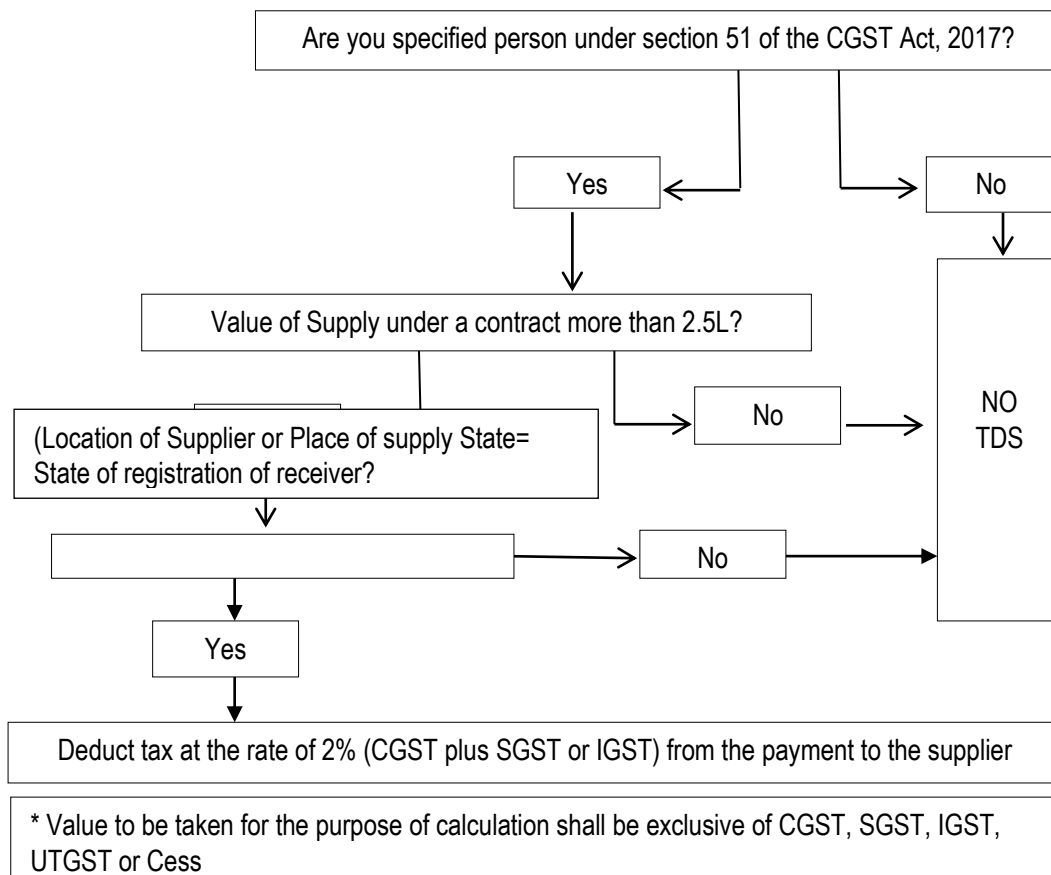 Are you specified person under section 51 of the CGST Act, 2017?
Yes
No
Value of Supply under a contract more than 2.5L?
No
NO
TDS
(Location of Supplier or Place of supply State=
State of registration of receiver?
No
Yes
Deduct tax at the rate of 2% (CGST plus SGST or IGST) from the payment to the supplier
* Value to be taken for the purpose of calculation shall be exclusive of CGST, SGST, IGST,
UTGST or Cess